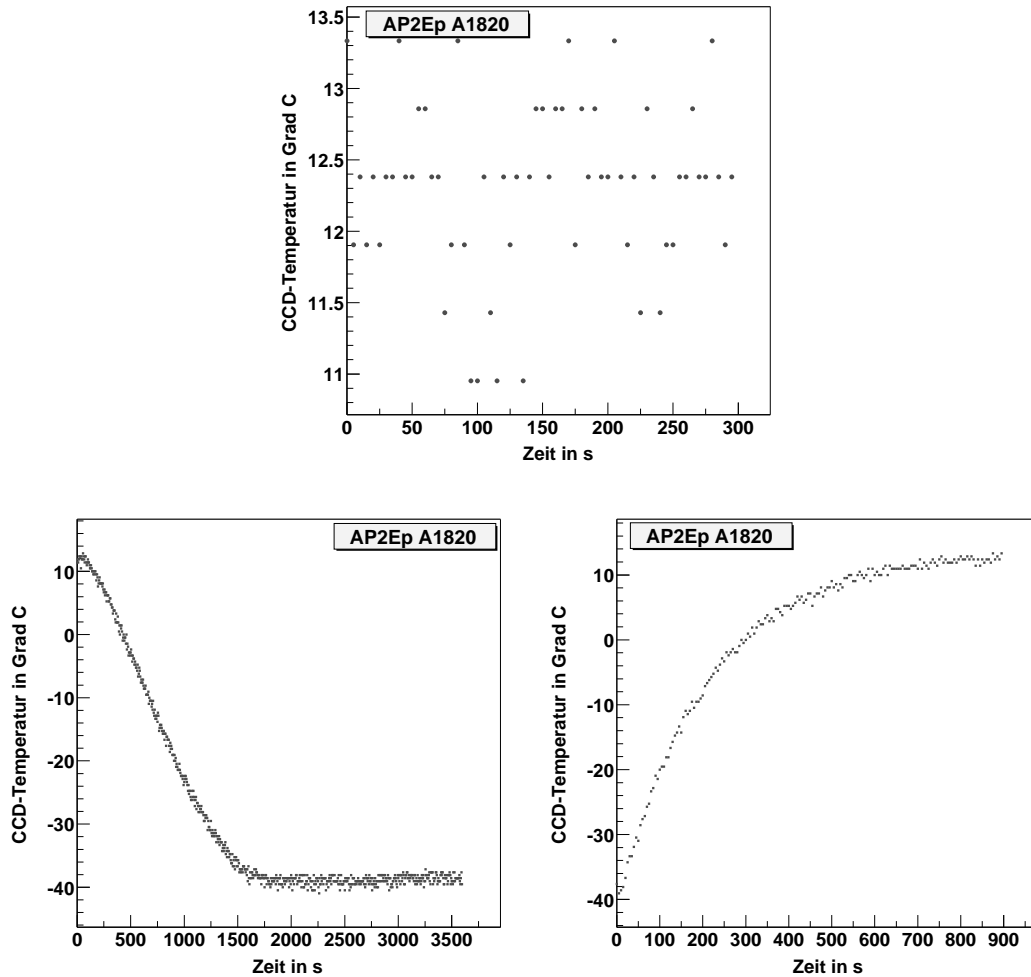 AP2Ep A1820
CCD-Temperatur in Grad C
13.5
13
12.5
12
11.5
11
0 50 100 150 200 250 300
Zeit in s
AP2Ep A1820
CCD-Temperatur in Grad C
10
0
-10
-20
-30
-40
0 500 1000 1500 2000 2500 3000 3500
Zeit in s
AP2Ep A1820
CCD-Temperatur in Grad C
10
0
-10
-20
-30
-40
0 100 200 300 400 500 600 700 800 900
Zeit in s